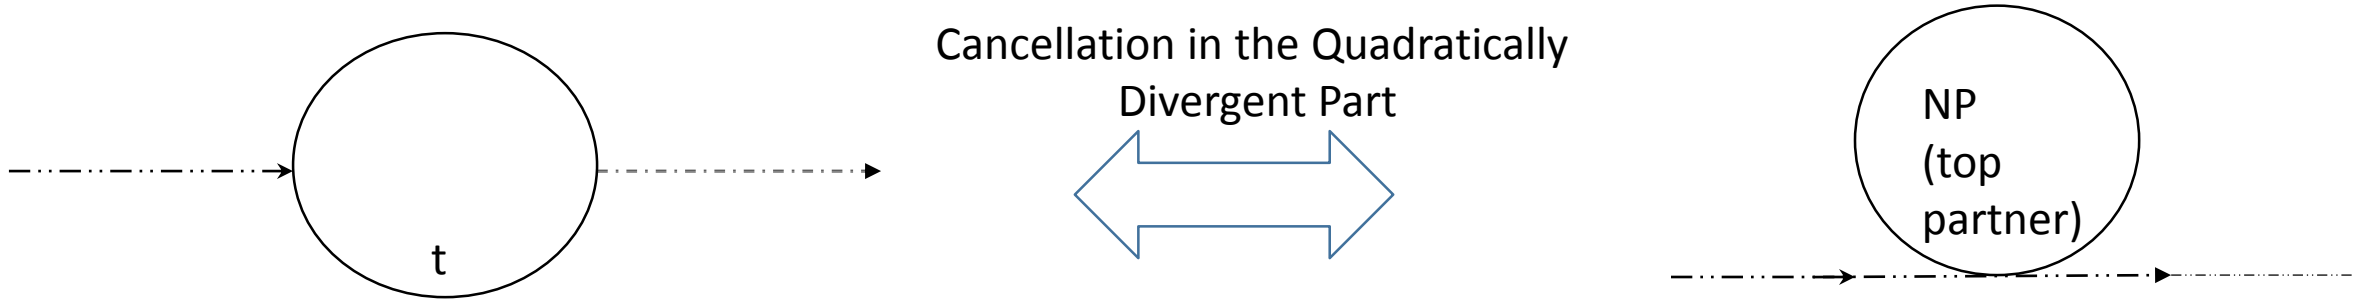 Cancellation in the Quadratically
Divergent Part
t
NP
(top
partner)